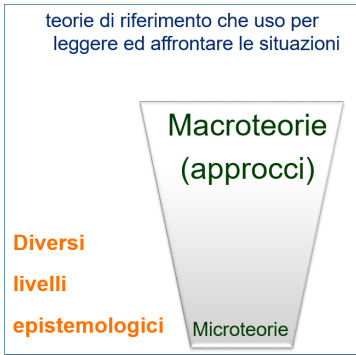 teorie di riferimento che uso per
leggere ed affrontare le situazioni
Macroteorie
(approcci)
Diversi
livelli
epistemologici
Microteorie